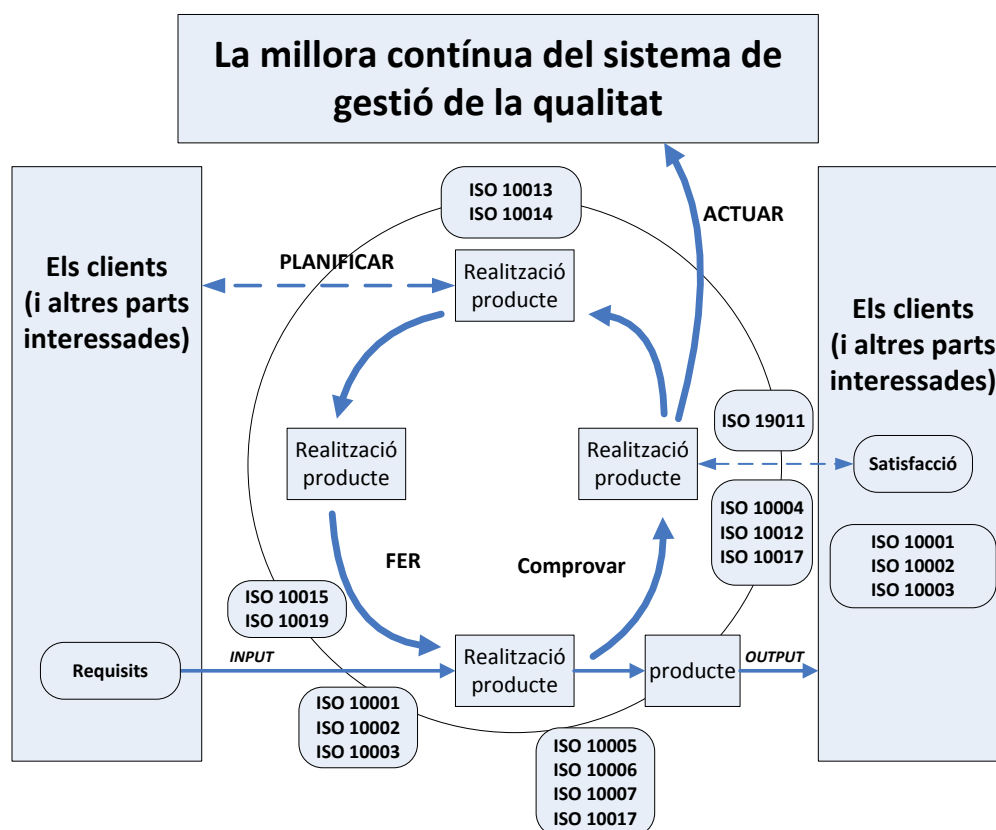 La millora contínua del sistema de
gestió de la qualitat
ISO 10013
ISO 10014
ACTUAR
Els clients
(i altres parts
interessades)
PLANIFICAR
Realització
producte
Els clients
(i altres parts
interessades)
ISO 19011
Realització
producte
Realització
producte
Satisfacció
ISO 10004
ISO 10012
ISO 10017
ISO 10001
ISO 10002
ISO 10003
FER
Comprovar
ISO 10015
ISO 10019
Requisits
INPUT
Realització
producte
producte
OUTPUT
ISO 10001
ISO 10002
ISO 10003
ISO 10005
ISO 10006
ISO 10007
ISO 10017